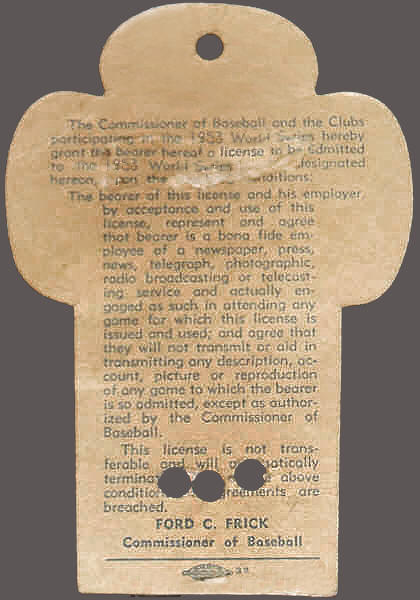 The Commissioner of Baseball and the Clubs
participating in the 1953 World Series hereby
grant the bearer hereof a license to be admitted
to the 1953 World Series designated
hereon, upon the conditions:
The bearer of this license and his employer
by acceptance and use of this
license, represent and agree
that bearer is a bona fide em-
ployee of a newspaper, press,
news, telegraph, photographic,
radio broadcasting or telecast-
ing service and actually en-
gaged as such in attending any
game for which this license is
issued and used; and agree that
they will not transmit or aid in
transmitting any description, ac-
count, picture or reproduction
of any game to which the bearer
is so admitted, except as author-
ized by the Commissioner of
Baseball.
This license is not trans-
ferable and will automatically
terminate above
conditions agreements are
breached.
FORD C. FRICK
Commissioner of Baseball